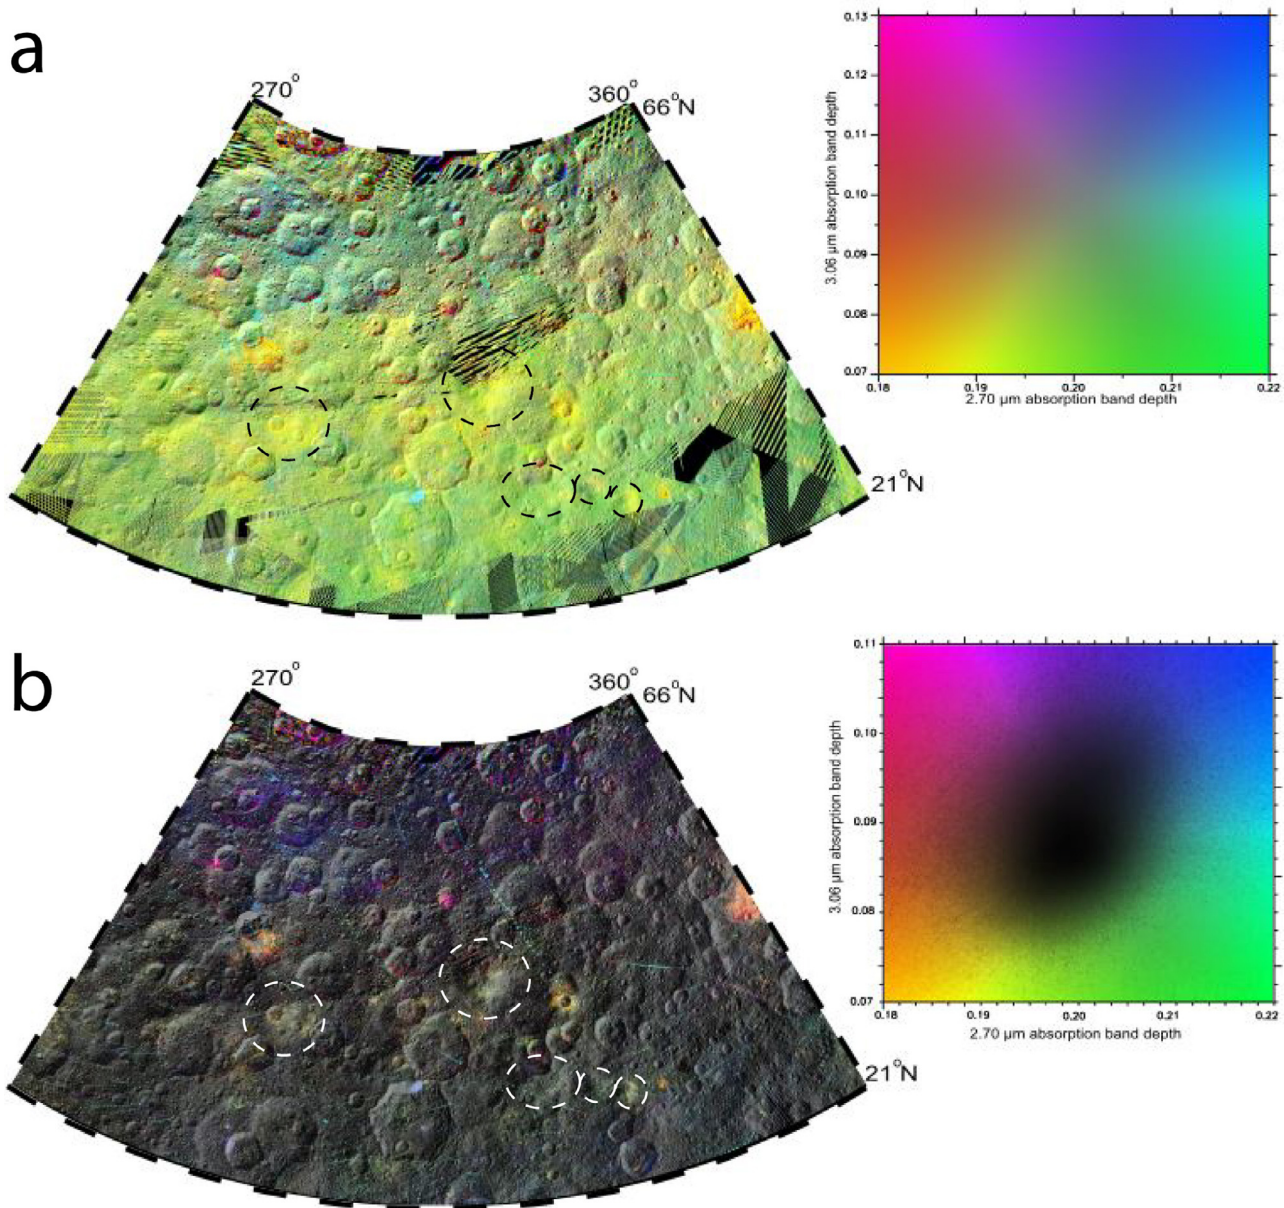 a
270°
360°
66°N
21°N
0.13
0.12
0.11
0.10
0.09
0.08
0.07
3.06 μm absorption band depth
0.18
0.19
0.20
0.21
0.22
2.70 μm absorption band depth
b
270°
360°
66°N
21°N
0.11
0.10
0.09
0.08
0.07
3.06 μm absorption band depth
0.18
0.19
0.20
0.21
0.22
2.70 μm absorption band depth